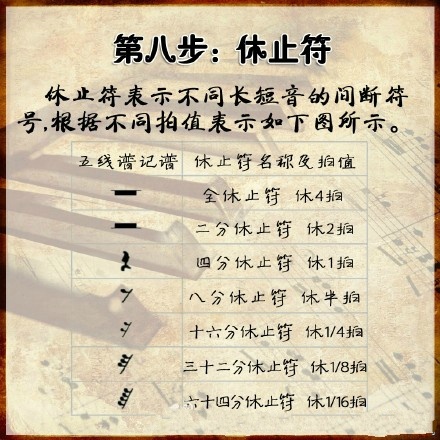 第八步：休止符
休止符表示不同长短音的间断符
号,根据不同拍值表示如下图所示。
五线谱记谱 休止符名称及拍值
全休止符 休4拍
二分休止符 休2拍
四分休止符 休1拍
八分休止符 休半拍
十六分休止符 休1/4拍
三十二分休止符 休1/8拍
六十四分休止符 休1/16拍